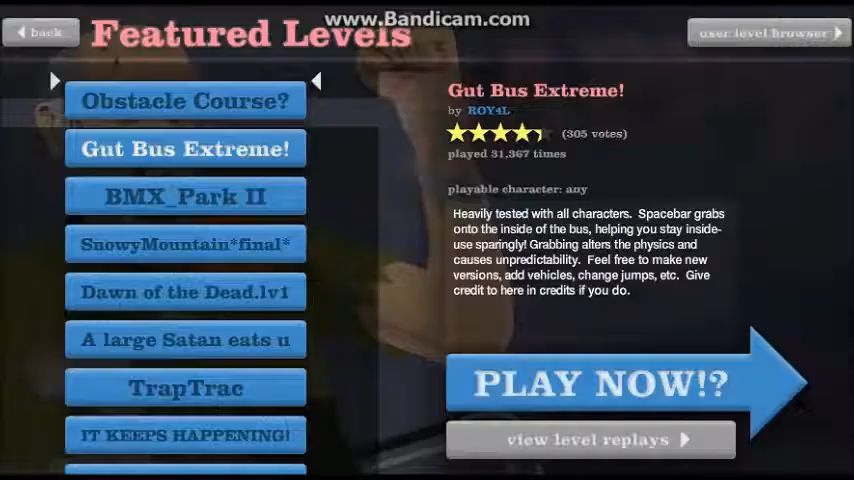 www.Bandicam.com
back
Featured Levels
user level browser
Obstacle Course?
Gut Bus Extreme!
BMX_Park II
SnowyMountain*final*
Dawn of the Dead.lv1
A large Satan eats u
TrapTrac
IT KEEPS HAPPENING!
Gut Bus Extreme!
by ROY4L
(305 votes)
played 31,367 times
playable character: any
Heavily tested with all characters. Spacebar grabs
onto the inside of the bus, helping you stay inside-
use sparingly! Grabbing alters the physics and
causes unpredictability. Feel free to make new
versions, add vehicles, change jumps, etc. Give
credit to here in credits if you do.
PLAY NOW!?
view level replays